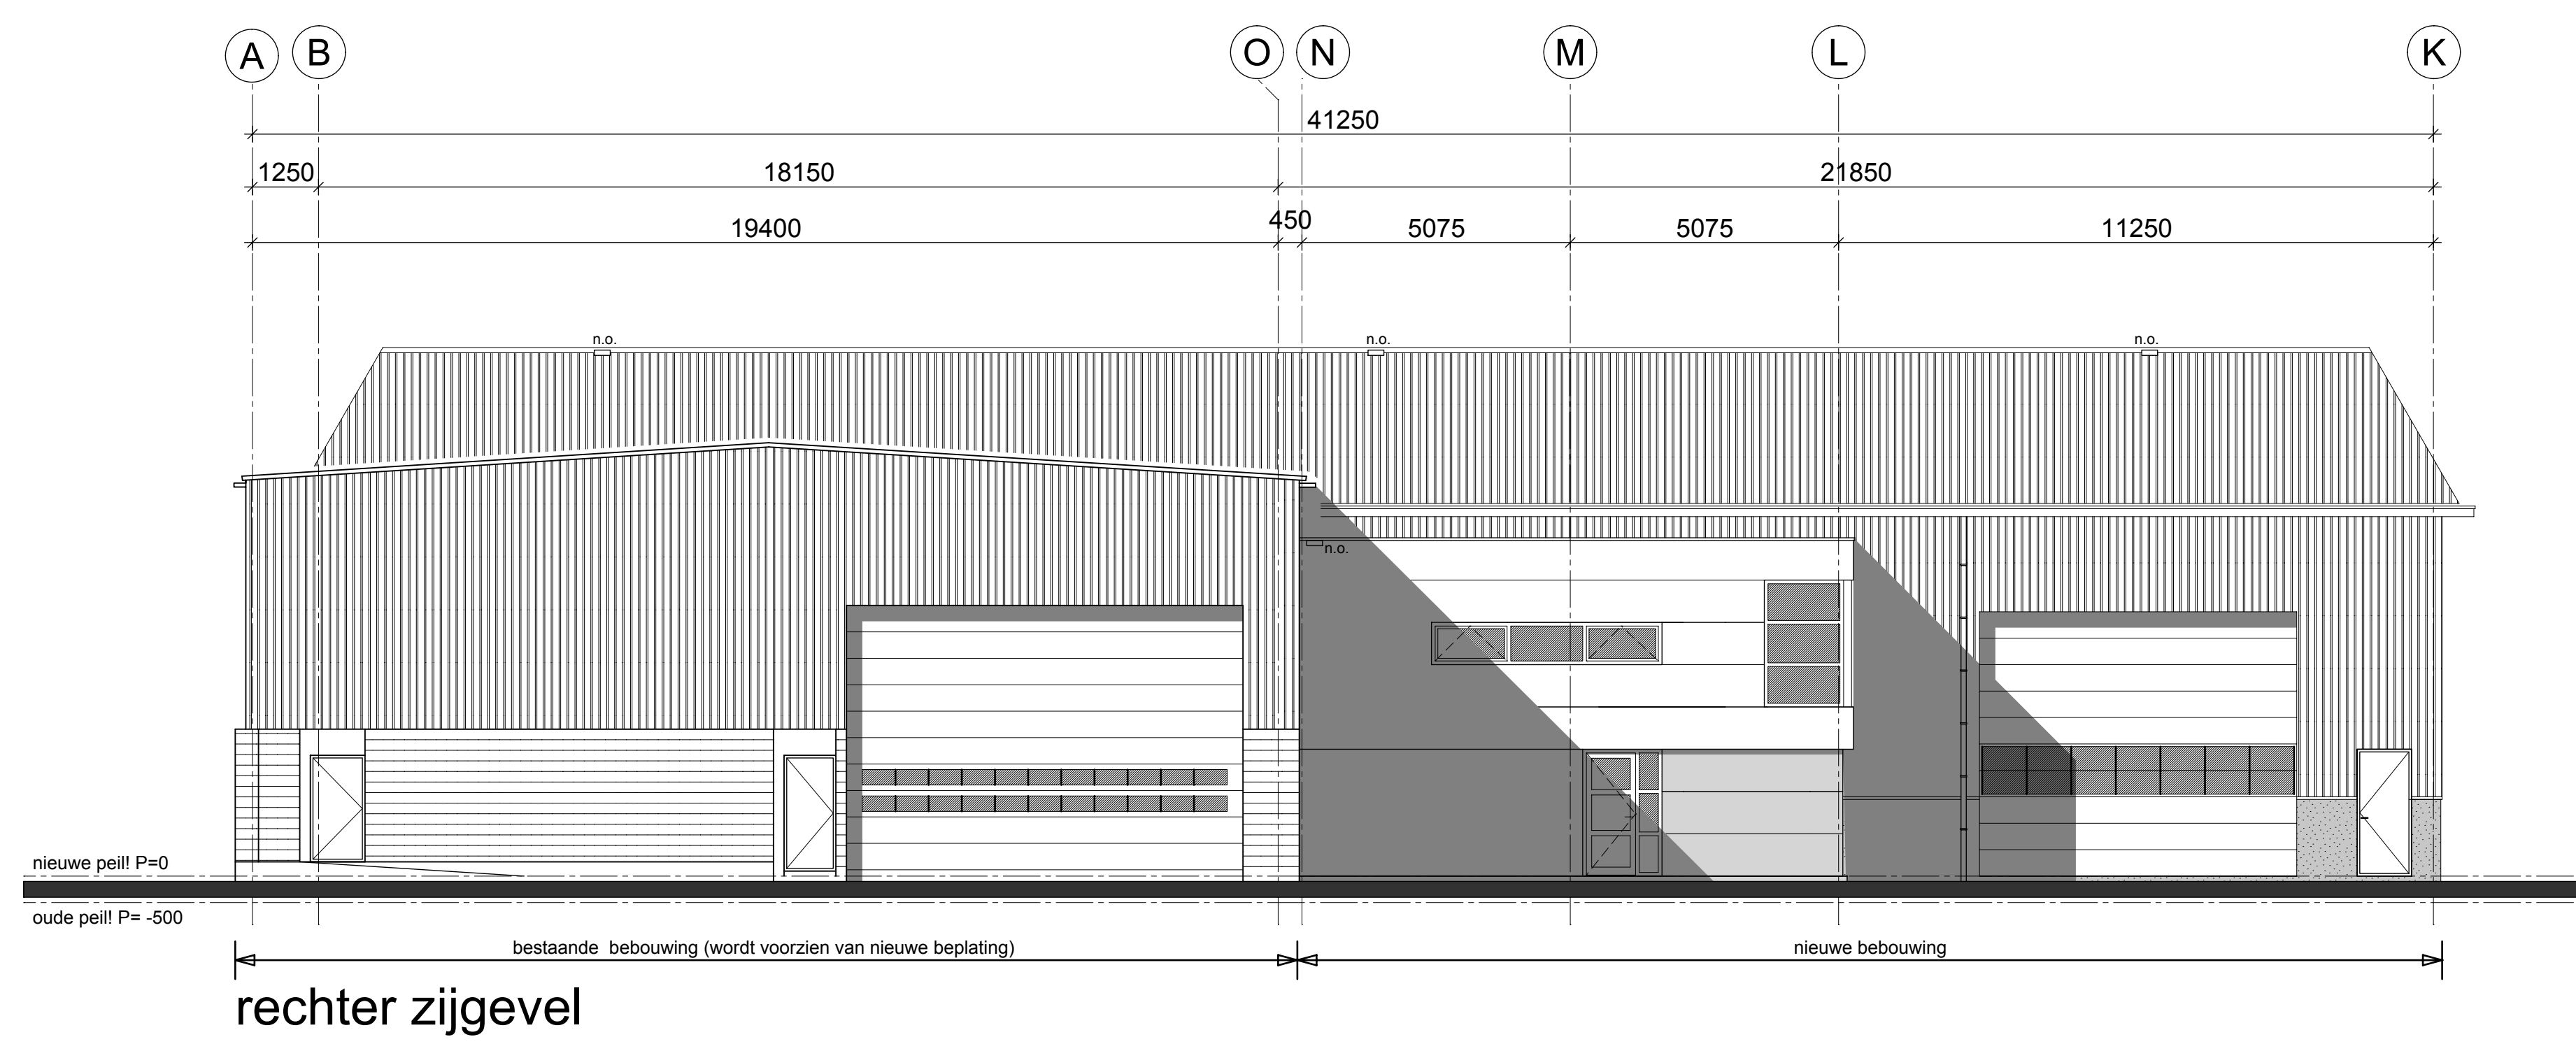 A B O N M L K
41250
1250 18150 21850
19400 450 5075 5075 11250
n.o. n.o. n.o.
n.o.
nieuwe peil! P=0
oude peil! P= -500
bestaande bebouwing (wordt voorzien van nieuwe beplating) nieuwe bebouwing
rechter zijgevel